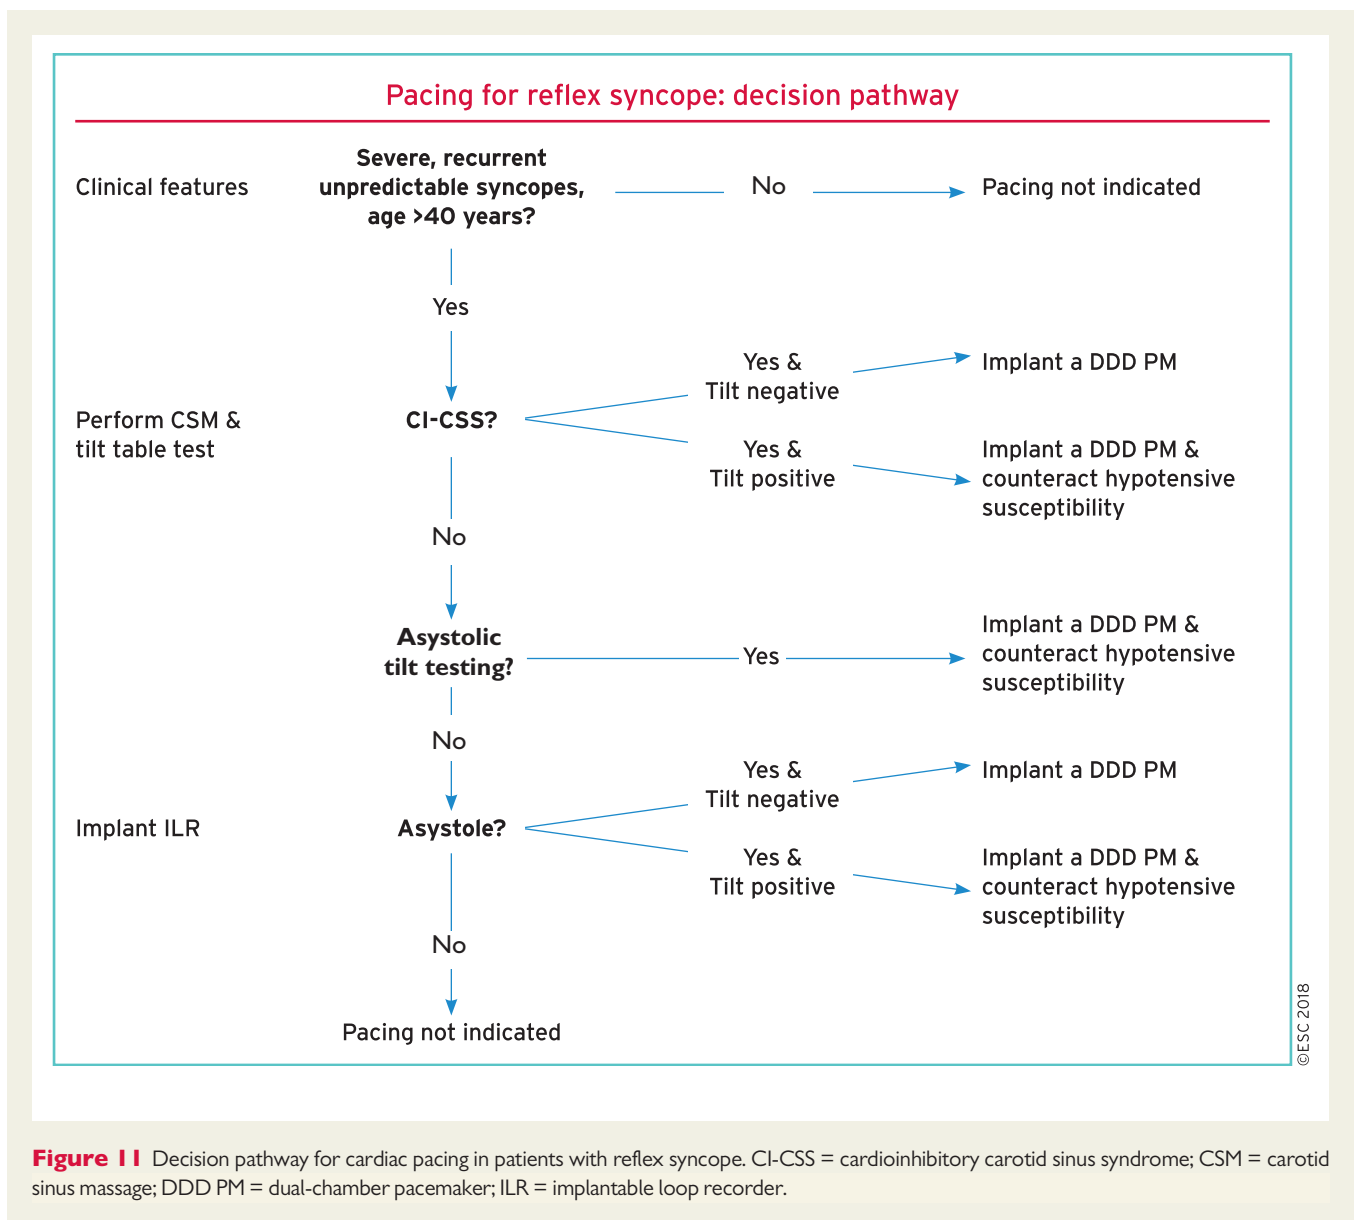 Pacing for reflex syncope: decision pathway
Clinical features
Severe, recurrent
unpredictable syncopes,
age >40 years?
No
Pacing not indicated
Yes
Perform CSM &
tilt table test
CI-CSS?
Yes &
Tilt negative
Implant a DDD PM
Yes &
Tilt positive
Implant a DDD PM &
counteract hypotensive
susceptibility
No
Asystolic
tilt testing?
Yes
Implant a DDD PM &
counteract hypotensive
susceptibility
No
Implant ILR
Asystole?
Yes &
Tilt negative
Implant a DDD PM
Yes &
Tilt positive
Implant a DDD PM &
counteract hypotensive
susceptibility
No
Pacing not indicated
©ESC 2018
Figure 11 Decision pathway for cardiac pacing in patients with reflex syncope. CI-CSS = cardioinhibitory carotid sinus syndrome; CSM = carotid
sinus massage; DDD PM = dual-chamber pacemaker; ILR = implantable loop recorder.